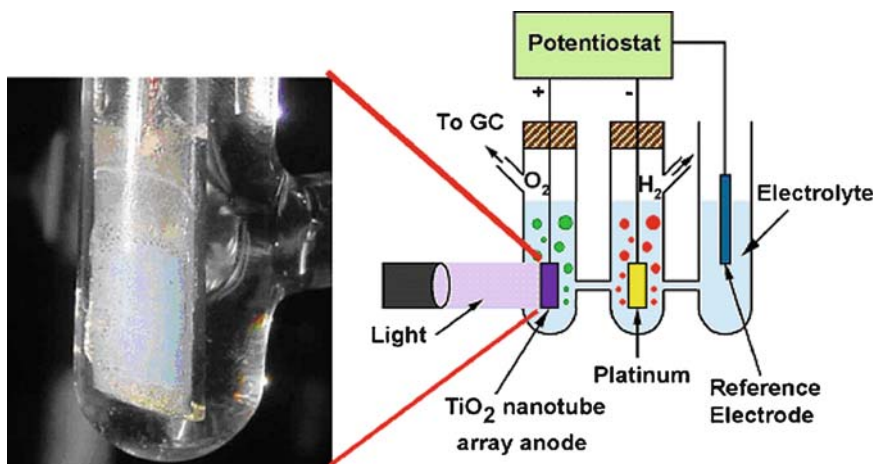 Potentiostat
+
-
To GC
O₂
H₂
Electrolyte
Light
Platinum
TiO₂ nanotube
array anode
Reference
Electrode